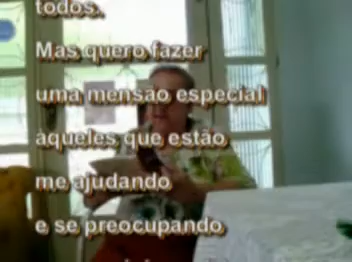 todos.
Mas quero fazer
uma mensão especial
àqueles que estão
me ajudando
e se preocupando